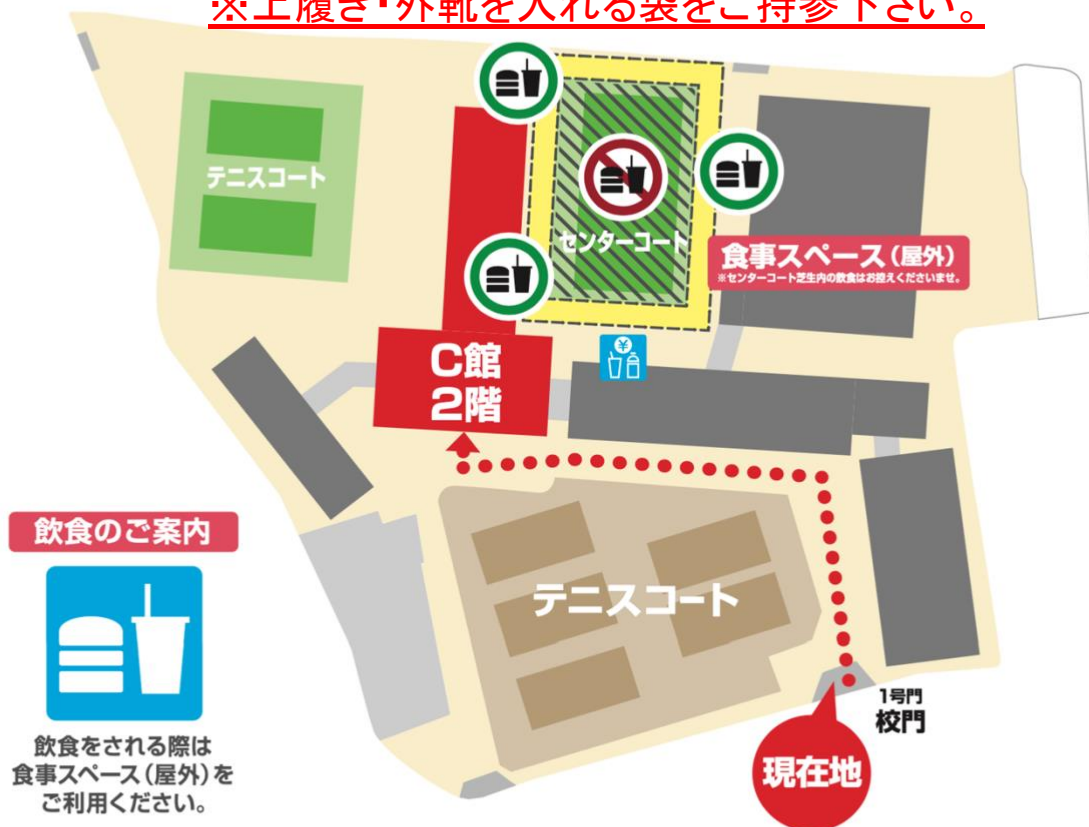 ※上履き・外靴を入れる袋をご持参下さい。
テニスコート
センターコート
食事スペース（屋外）
※センターコート芝生内の飲食はお控えくださいませ。
¥
C館
2階
飲食のご案内
テニスコート
飲食をされる際は
食事スペース（屋外）を
ご利用ください。
1号門
校門
現在地